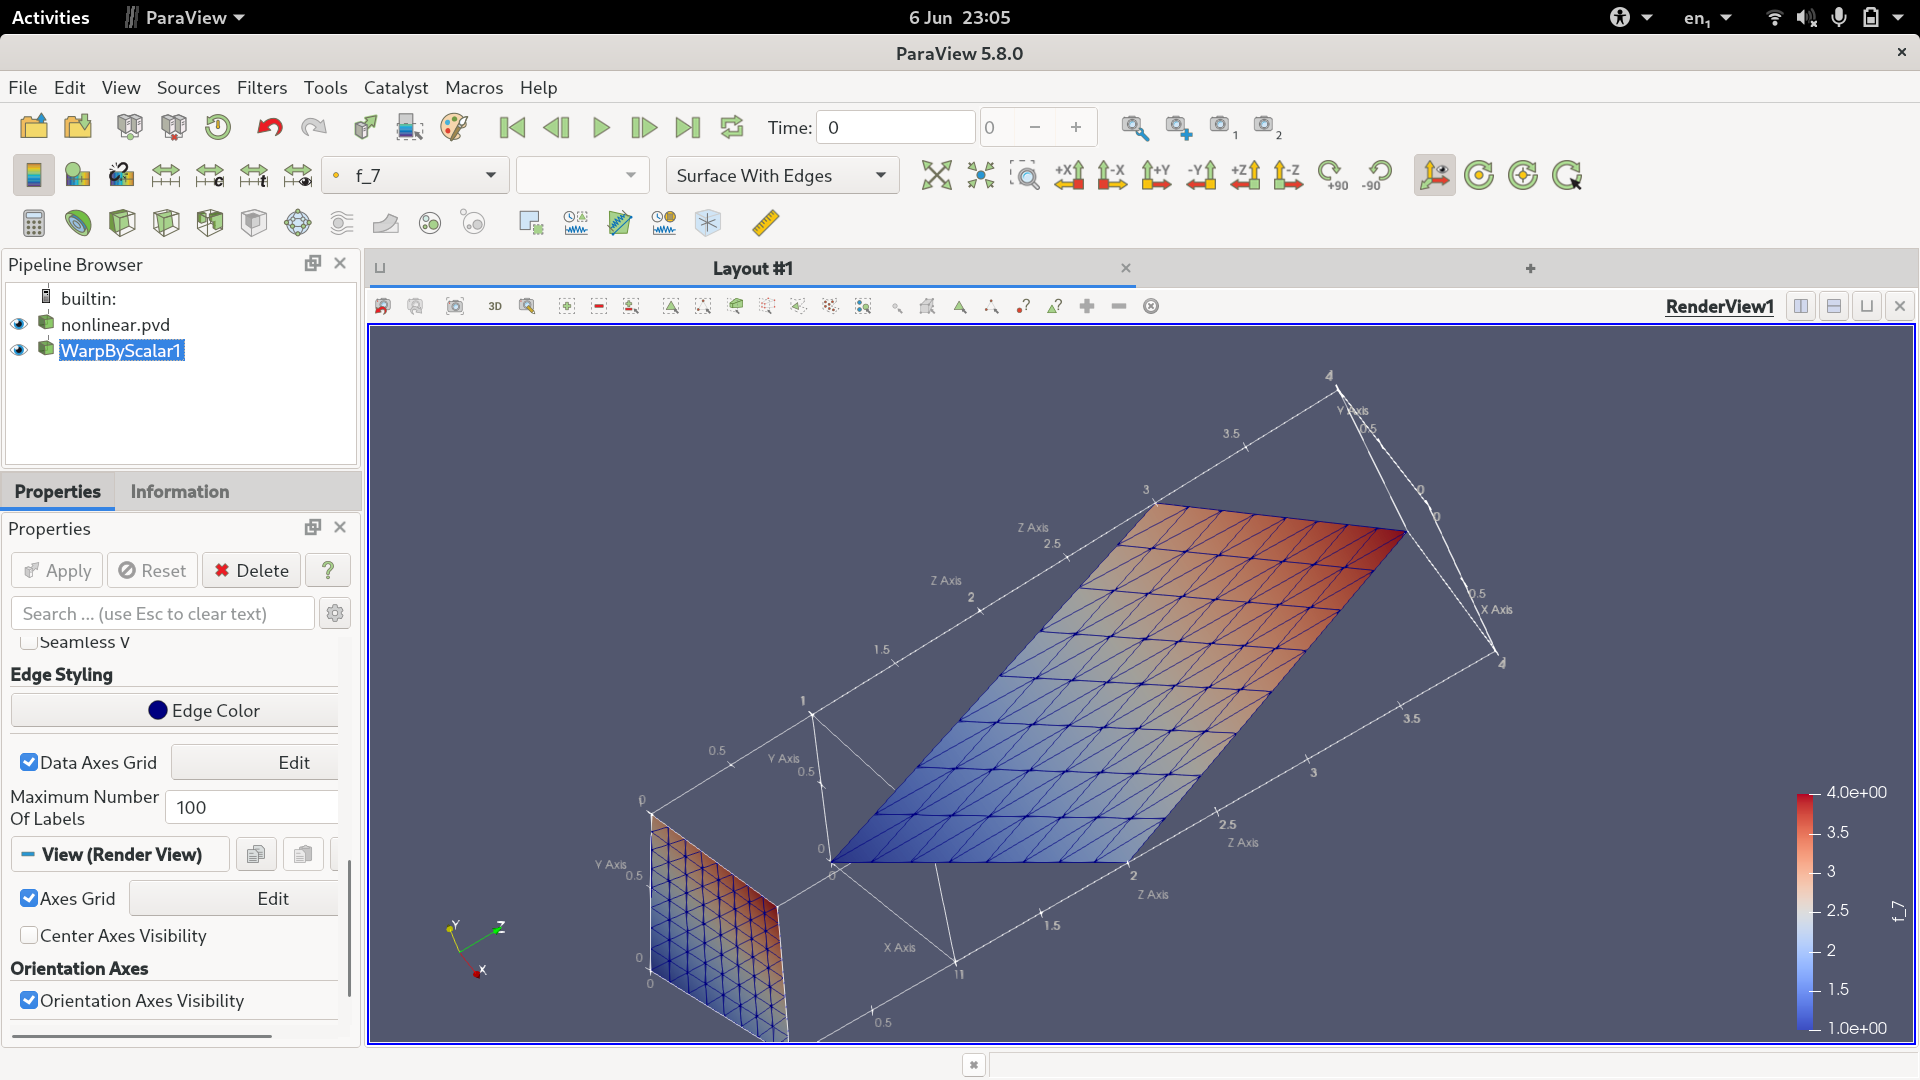 Activities ParaView 6 Jun 23:05 en1
ParaView 5.8.0
File Edit View Sources Filters Tools Catalyst Macros Help
Time: 0 0 1 2
c t f_7 Surface With Edges +X -X +Y -Y +Z -Z +90 -90
Pipeline Browser
builtin:
nonlinear.pvd
WarpByScalar1
Properties Information
Properties
Apply Reset Delete ?
Search ... (use Esc to clear text)
Seamless V
Edge Styling
Edge Color
Data Axes Grid Edit
Maximum Number
Of Labels 100
View (Render View)
Axes Grid Edit
Center Axes Visibility
Orientation Axes
Orientation Axes Visibility
Layout #1
3D RenderView1
4
Y Axis
0.5
3.5
3
0
0
Z Axis
2.5
Z Axis
2
0.5
X Axis
1.5
4
1
3.5
0.5
Y Axis
0.5
3
0
4.0e+00
3.5
3
2.5
2
1.5
1.0e+00
f_7
2.5
Z Axis
0
Y Axis
0.5
0
2
Z Axis
1.5
X Axis
0
0
0.5
Y
Z
X